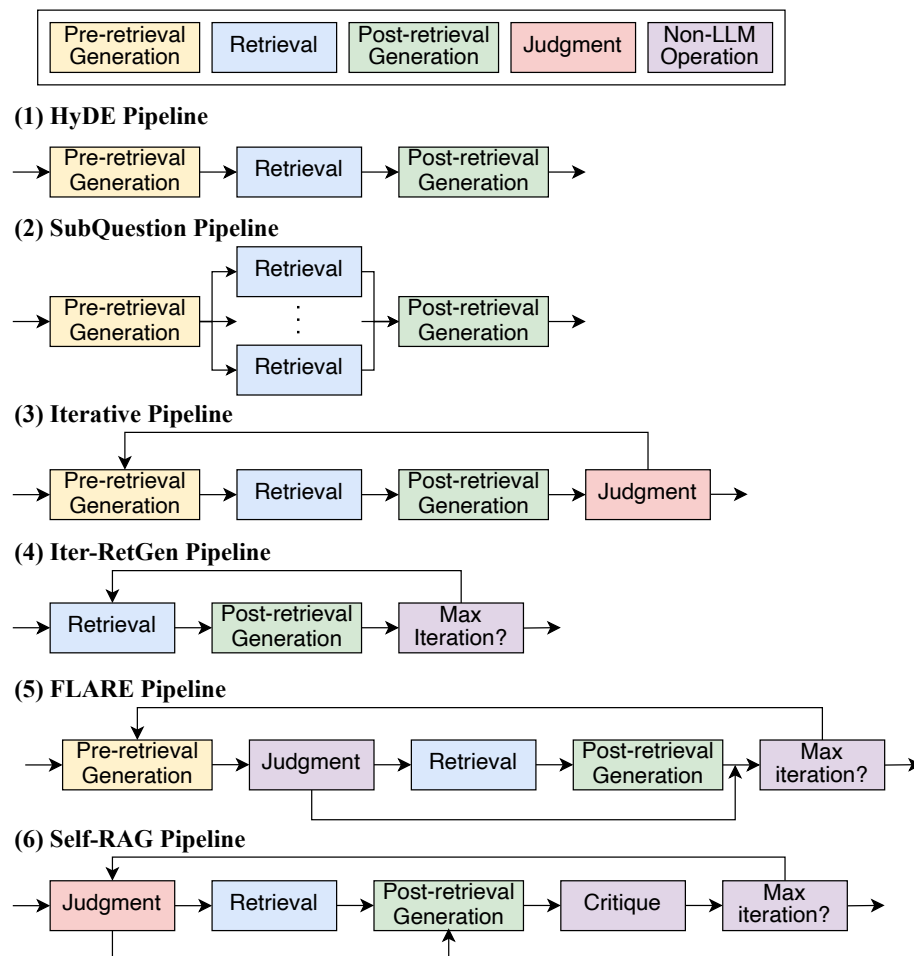 Pre-retrieval
Generation
Retrieval
Post-retrieval
Generation
Judgment
Non-LLM
Operation
(1) HyDE Pipeline
Pre-retrieval
Generation
Retrieval
Post-retrieval
Generation
(2) SubQuestion Pipeline
Pre-retrieval
Generation
Retrieval
Retrieval
Post-retrieval
Generation
(3) Iterative Pipeline
Pre-retrieval
Generation
Retrieval
Post-retrieval
Generation
Judgment
(4) Iter-RetGen Pipeline
Retrieval
Post-retrieval
Generation
Max
Iteration?
(5) FLARE Pipeline
Pre-retrieval
Generation
Judgment
Retrieval
Post-retrieval
Generation
Max
iteration?
(6) Self-RAG Pipeline
Judgment
Retrieval
Post-retrieval
Generation
Critique
Max
iteration?